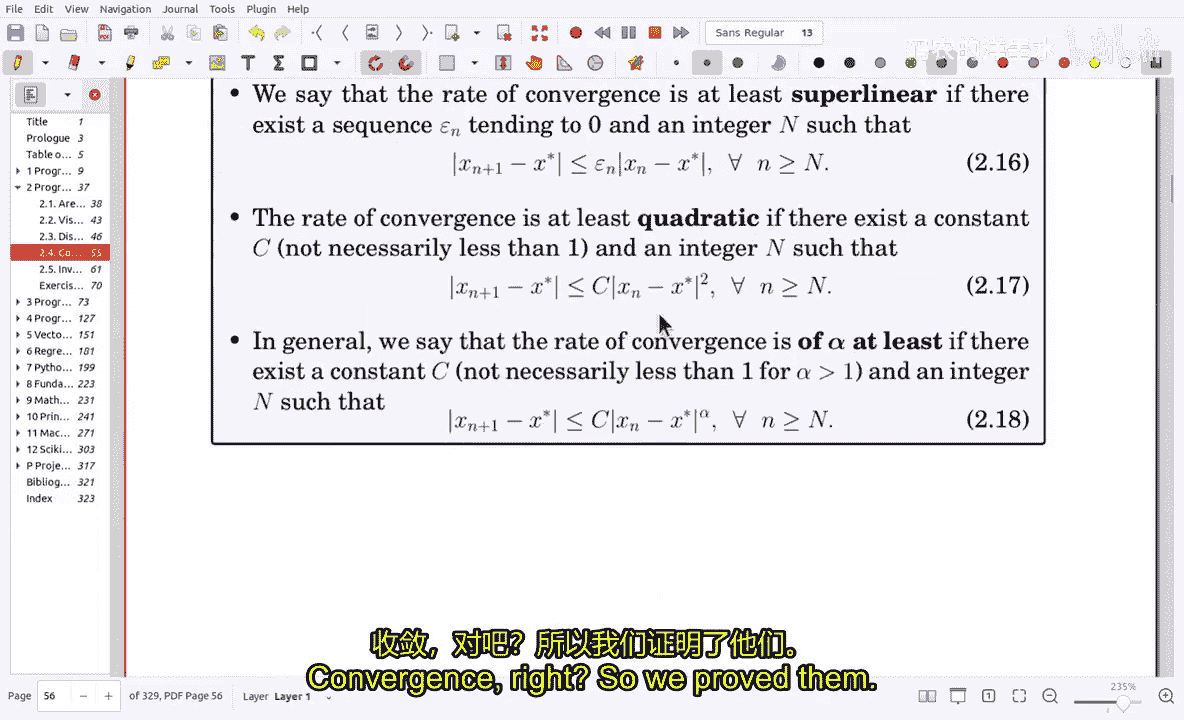 File Edit View Navigation Journal Tools Plugin Help
Sans Regular 13
Title 1
Prologue 3
Table o... 5
1 Progr... 9
2 Progr... 37
2.1. Are... 38
2.2. Vis... 43
2.3. Dis... 46
2.4. Co... 55
2.5. Inv... 61
Exercis... 70
3 Progr... 73
4 Progr... 127
5 Vecto... 151
6 Regre... 181
7 Pytho... 199
8 Funda... 223
9 Math... 231
10 Prin... 241
11 Mac... 271
12 Sciki... 303
P Proje... 317
Bibliog... 321
Index 323
• We say that the rate of convergence is at least superlinear if there
exist a sequence εₙ tending to 0 and an integer N such that
|xₙ₊₁ − x*| ≤ εₙ|xₙ − x*|, ∀ n ≥ N. (2.16)
• The rate of convergence is at least quadratic if there exist a constant
C (not necessarily less than 1) and an integer N such that
|xₙ₊₁ − x*| ≤ C|xₙ − x*|², ∀ n ≥ N. (2.17)
• In general, we say that the rate of convergence is of α at least if there
exist a constant C (not necessarily less than 1 for α > 1) and an integer
N such that
|xₙ₊₁ − x*| ≤ C|xₙ − x*|^α, ∀ n ≥ N. (2.18)
收敛，对吧？所以我们证明了他们。
Convergence, right? So we proved them.
Page 56 − + of 329, PDF Page 56 Layer Layer 1
235%